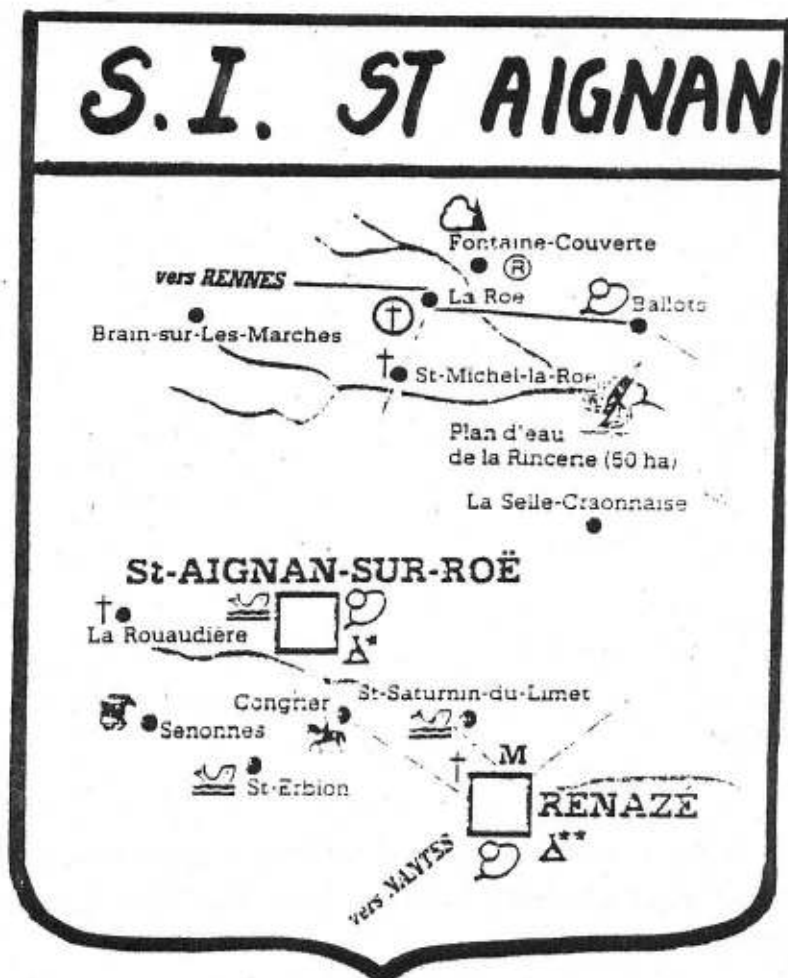 S.I. ST AIGNAN
Fontaine-Couverte
R
vers RENNES
La Roe
Ballots
Brain-sur-Les-Marches
St-Michel-la-Roe
Plan d'eau
de la Rincerie (50 ha)
La Selle-Craonnaise
St-AIGNAN-SUR-ROË
La Rouaudière
St-Saturnin-du-Limet
Congrier
Senonnes
St-Erblon
M
RENAZE
vers NANTES